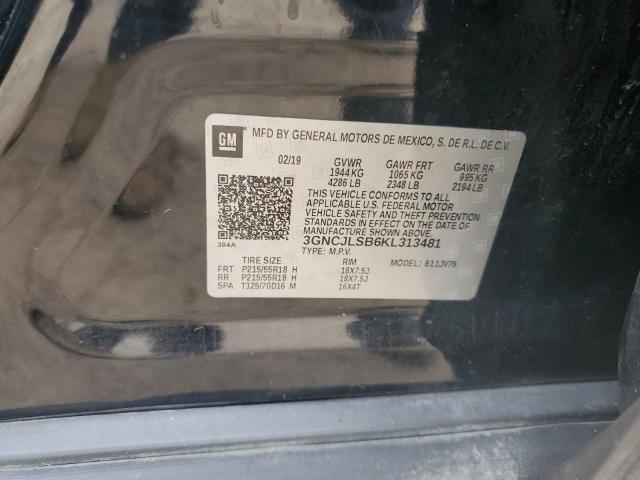 GM
MFD BY GENERAL MOTORS DE MEXICO, S. DE R.L. DE C.V.
02/19 GVWR GAWR FRT GAWR RR
1944 KG 1065 KG 995 KG
4286 LB 2348 LB 2194 LB
THIS VEHICLE CONFORMS TO ALL
APPLICABLE U.S. FEDERAL MOTOR
VEHICLE SAFETY AND THEFT PREVENTION
STANDARDS IN EFFECT ON THE DATE OF
MANUFACTURE SHOWN ABOVE.
384A
3GNCJLSB6KL313481
TYPE: M.P.V.
MODEL: 611JV76
TIRE SIZE RIM
FRT P215/55R18 H 18X7.5J
RR P215/55R18 H 18X7.5J
SPA T125/70D16 M 16X4T